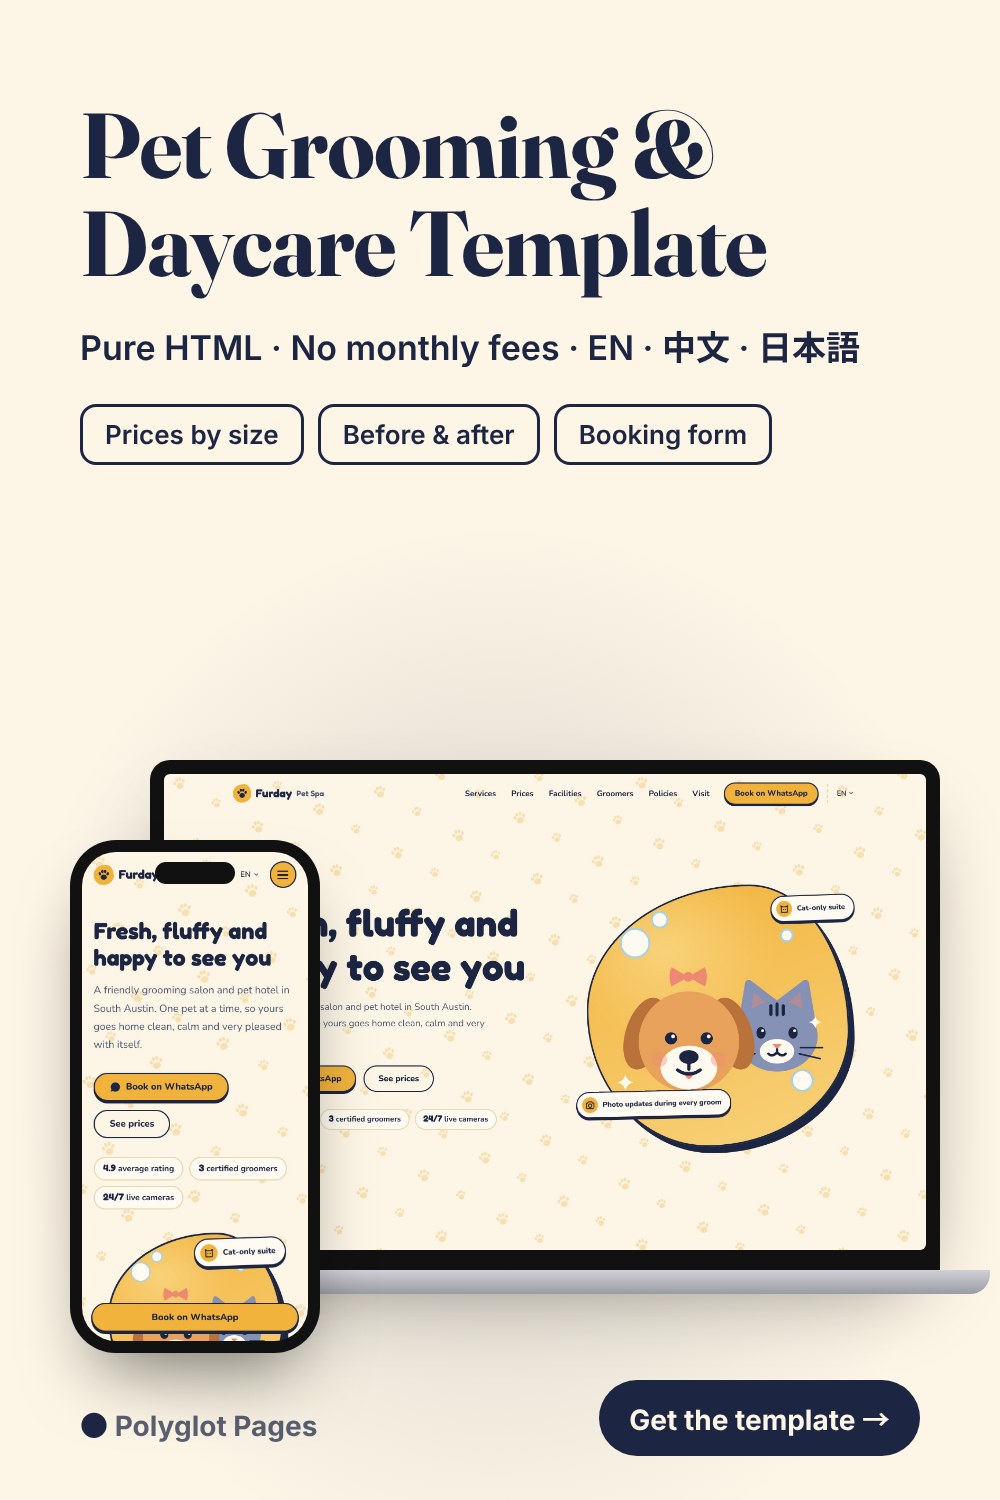 Pet Grooming &
Daycare Template
Pure HTML · No monthly fees · EN · 中文 · 日本語
Prices by size
Before & after
Booking form
Furday Pet Spa
Services Prices Facilities Groomers Policies Visit Book on WhatsApp EN
fluffy and
to see you
salon and pet hotel in South Austin.
yours goes home clean, calm and very
See prices
3 certified groomers
24/7 live cameras
Cat-only suite
Photo updates during every groom
Furday
EN
Fresh, fluffy and
happy to see you
A friendly grooming salon and pet hotel in
South Austin. One pet at a time, so yours
goes home clean, calm and very pleased
with itself.
Book on WhatsApp
See prices
4.9 average rating
3 certified groomers
24/7 live cameras
Cat-only suite
Book on WhatsApp
Polyglot Pages
Get the template →